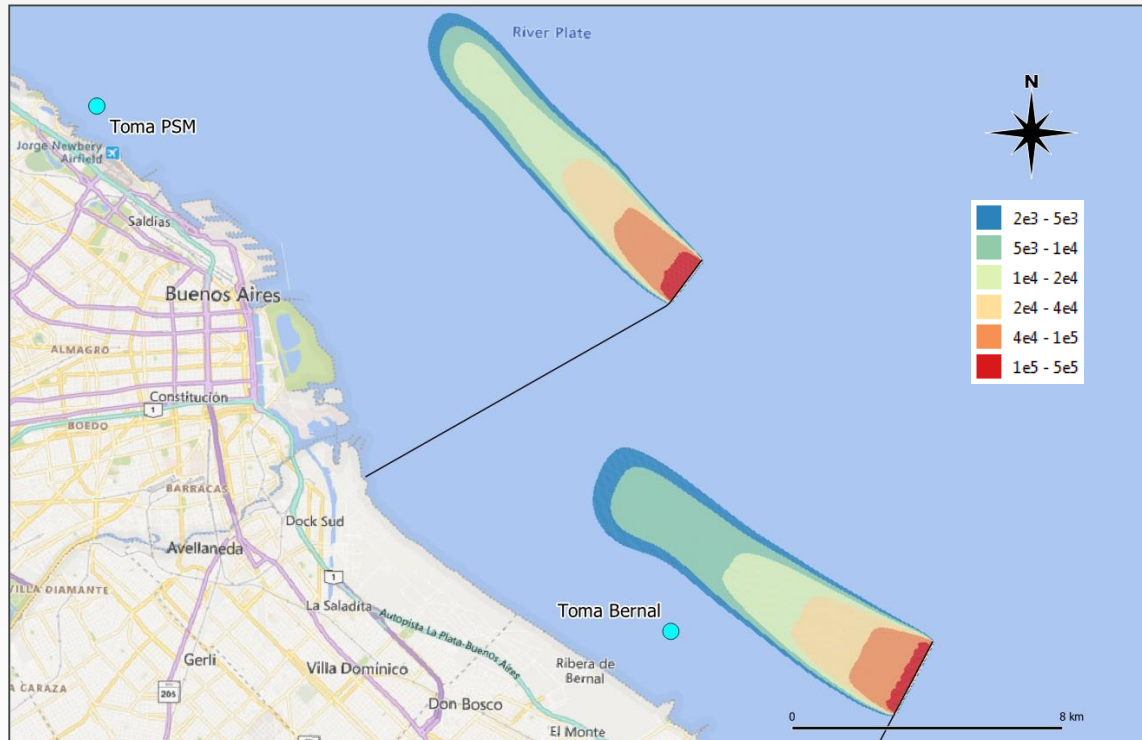 River Plate
N
Toma PSM
Jorge Newbery
Airfield
Saldías
2e3 - 5e3
5e3 - 1e4
1e4 - 2e4
2e4 - 4e4
4e4 - 1e5
1e5 - 5e5
Buenos Aires
ALMAGRO
Constitución
1
BOEDO
BARRACAS
Dock Sud
Avellaneda
1
VILLA DIAMANTE
La Saladita
Autopista La Plata-Buenos Aires
Toma Bernal
Gerli
Villa Domínico
Ribera de
Bernal
A CARAZA
205
Don Bosco
El Monte
0
8 km